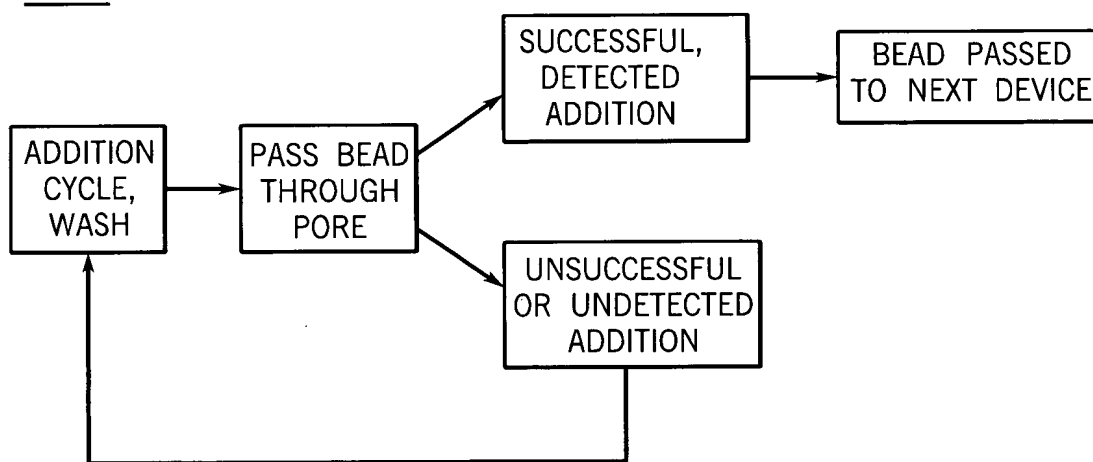 ADDITION
CYCLE,
WASH
PASS BEAD
THROUGH
PORE
SUCCESSFUL,
DETECTED
ADDITION
BEAD PASSED
TO NEXT DEVICE
UNSUCCESSFUL
OR UNDETECTED
ADDITION